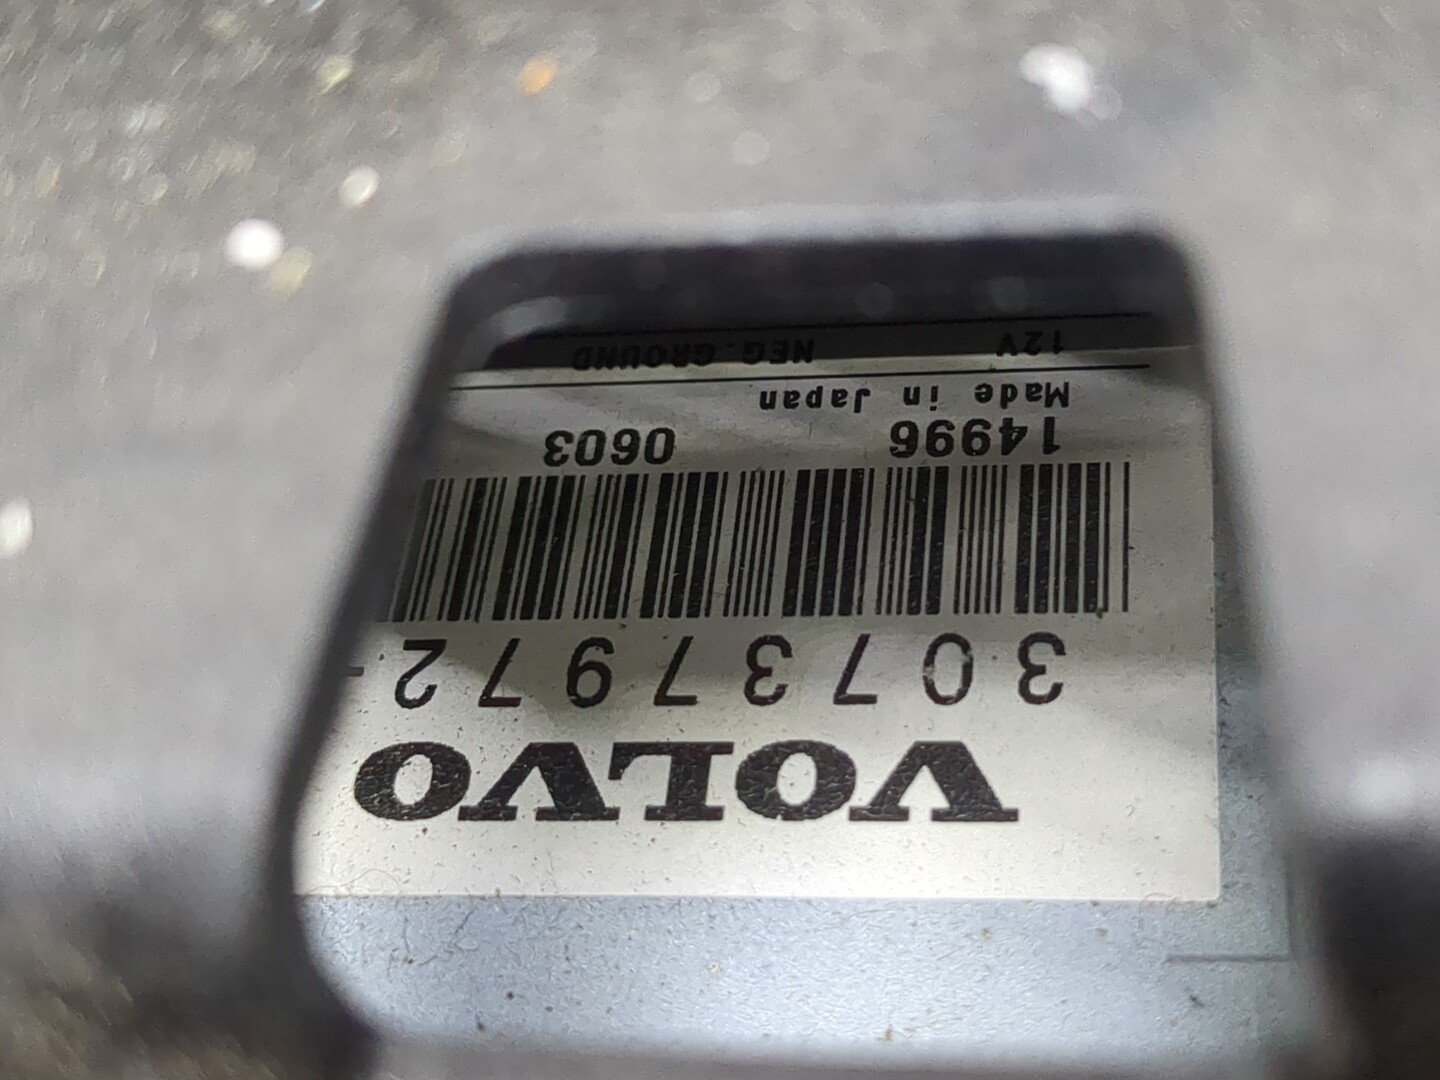 VOLVO
30737972-
14996 0603
Made in Japan
12V NEG.GROUND